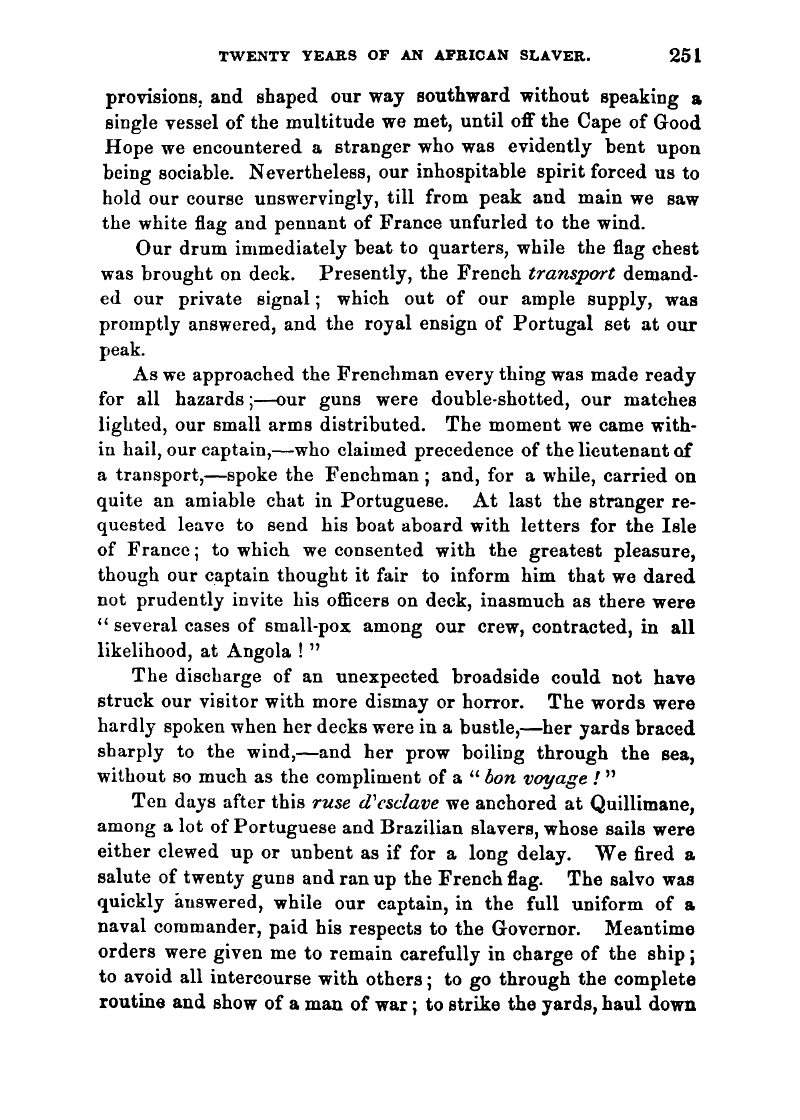 TWENTY YEARS OF AN AFRICAN SLAVER. 251
provisions, and shaped our way southward without speaking a
single vessel of the multitude we met, until off the Cape of Good
Hope we encountered a stranger who was evidently bent upon
being sociable. Nevertheless, our inhospitable spirit forced us to
hold our course unswervingly, till from peak and main we saw
the white flag and pennant of France unfurled to the wind.
Our drum immediately beat to quarters, while the flag chest
was brought on deck. Presently, the French transport demand-
ed our private signal; which out of our ample supply, was
promptly answered, and the royal ensign of Portugal set at our
peak.
As we approached the Frenchman every thing was made ready
for all hazards;—our guns were double-shotted, our matches
lighted, our small arms distributed. The moment we came with-
in hail, our captain,—who claimed precedence of the lieutenant of
a transport,—spoke the Fenchman; and, for a while, carried on
quite an amiable chat in Portuguese. At last the stranger re-
quested leave to send his boat aboard with letters for the Isle
of France; to which we consented with the greatest pleasure,
though our captain thought it fair to inform him that we dared
not prudently invite his officers on deck, inasmuch as there were
"several cases of small-pox among our crew, contracted, in all
likelihood, at Angola!"
The discharge of an unexpected broadside could not have
struck our visitor with more dismay or horror. The words were
hardly spoken when her decks were in a bustle,—her yards braced
sharply to the wind,—and her prow boiling through the sea,
without so much as the compliment of a "bon voyage!"
Ten days after this ruse d'esclave we anchored at Quillimane,
among a lot of Portuguese and Brazilian slavers, whose sails were
either clewed up or unbent as if for a long delay. We fired a
salute of twenty guns and ran up the French flag. The salvo was
quickly answered, while our captain, in the full uniform of a
naval commander, paid his respects to the Governor. Meantime
orders were given me to remain carefully in charge of the ship;
to avoid all intercourse with others; to go through the complete
routine and show of a man of war; to strike the yards, haul down